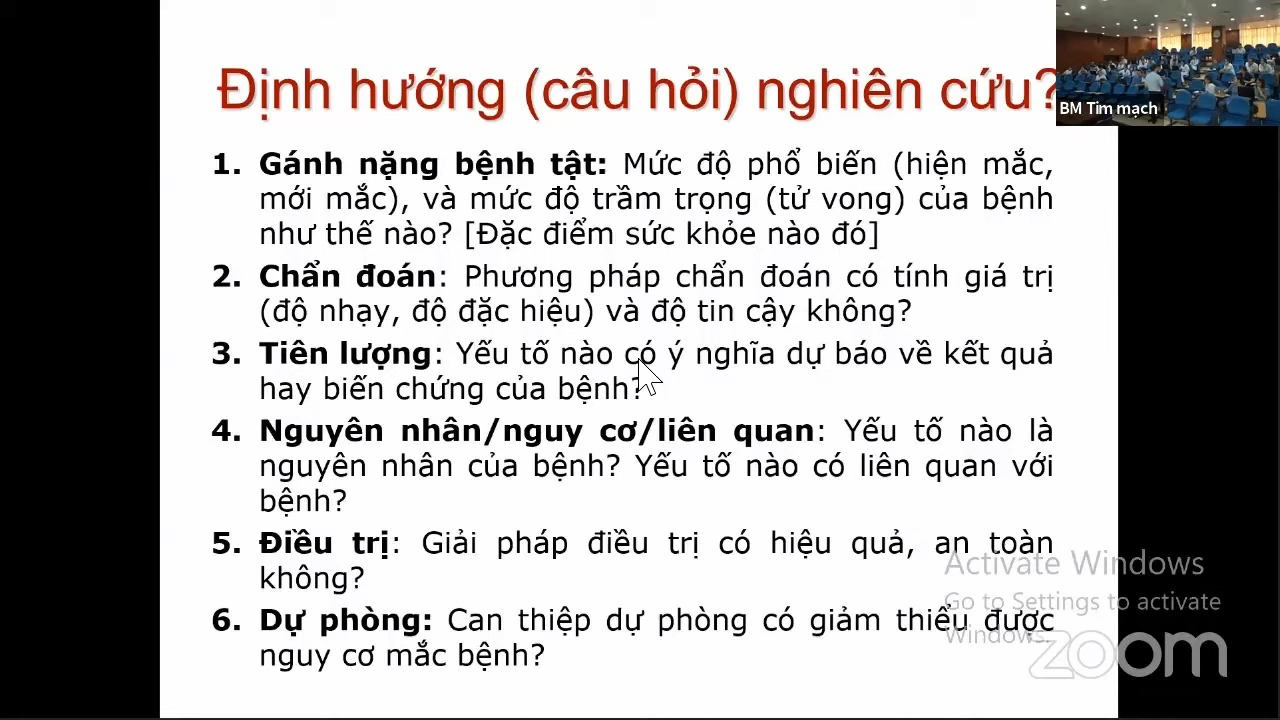 Định hướng (câu hỏi) nghiên cứu?
BM Tim mạch
1. Gánh nặng bệnh tật: Mức độ phổ biến (hiện mắc,
mới mắc), và mức độ trầm trọng (tử vong) của bệnh
như thế nào? [Đặc điểm sức khỏe nào đó]
2. Chẩn đoán: Phương pháp chẩn đoán có tính giá trị
(độ nhạy, độ đặc hiệu) và độ tin cậy không?
3. Tiên lượng: Yếu tố nào có ý nghĩa dự báo về kết quả
hay biến chứng của bệnh?
4. Nguyên nhân/nguy cơ/liên quan: Yếu tố nào là
nguyên nhân của bệnh? Yếu tố nào có liên quan với
bệnh?
5. Điều trị: Giải pháp điều trị có hiệu quả, an toàn
không?
6. Dự phòng: Can thiệp dự phòng có giảm thiểu được
nguy cơ mắc bệnh?
Activate Windows
Go to Settings to activate
Windows.
zoom